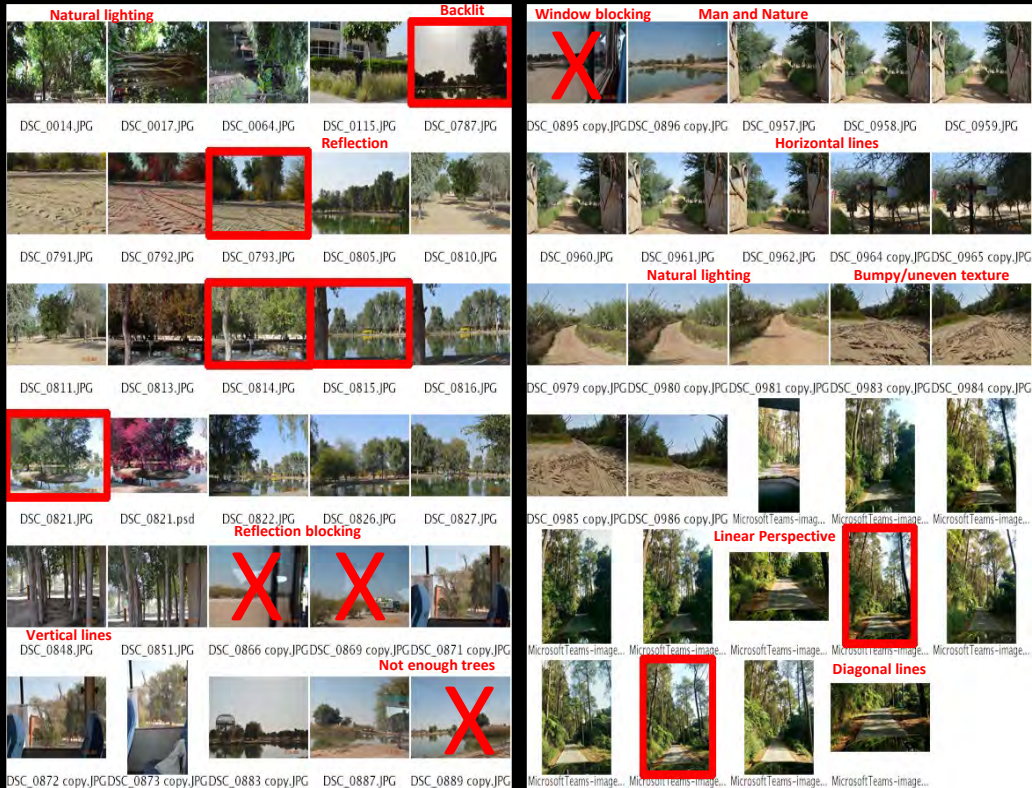 Natural lighting
Backlit
DSC_0014.JPG DSC_0017.JPG DSC_0064.JPG DSC_0115.JPG DSC_0787.JPG
Reflection
DSC_0791.JPG DSC_0792.JPG DSC_0793.JPG DSC_0805.JPG DSC_0810.JPG
DSC_0811.JPG DSC_0813.JPG DSC_0814.JPG DSC_0815.JPG DSC_0816.JPG
DSC_0821.JPG DSC_0821.psd DSC_0822.JPG DSC_0826.JPG DSC_0827.JPG
Reflection blocking
X X
DSC_0848.JPG DSC_0851.JPG DSC_0866 copy.JPG DSC_0869 copy.JPG DSC_0871 copy.JPG
Vertical lines
Not enough trees
X
DSC_0872 copy.JPG DSC_0873 copy.JPG DSC_0883 copy.JPG DSC_0887.JPG DSC_0889 copy.JPG
Window blocking
Man and Nature
X
DSC_0895 copy.JPG DSC_0896 copy.JPG DSC_0957.JPG DSC_0958.JPG DSC_0959.JPG
Horizontal lines
DSC_0960.JPG DSC_0961.JPG DSC_0962.JPG DSC_0964 copy.JPG DSC_0965 copy.JPG
Natural lighting
Bumpy/uneven texture
DSC_0979 copy.JPG DSC_0980 copy.JPG DSC_0981 copy.JPG DSC_0983 copy.JPG DSC_0984 copy.JPG
DSC_0985 copy.JPG DSC_0986 copy.JPG MicrosoftTeams-imag... MicrosoftTeams-image... MicrosoftTeams-image...
Linear Perspective
MicrosoftTeams-image... MicrosoftTeams-image... MicrosoftTeams-image... MicrosoftTeams-image... MicrosoftTeams-image...
Diagonal lines
MicrosoftTeams-image... MicrosoftTeams-image... MicrosoftTeams-image... MicrosoftTeams-image...